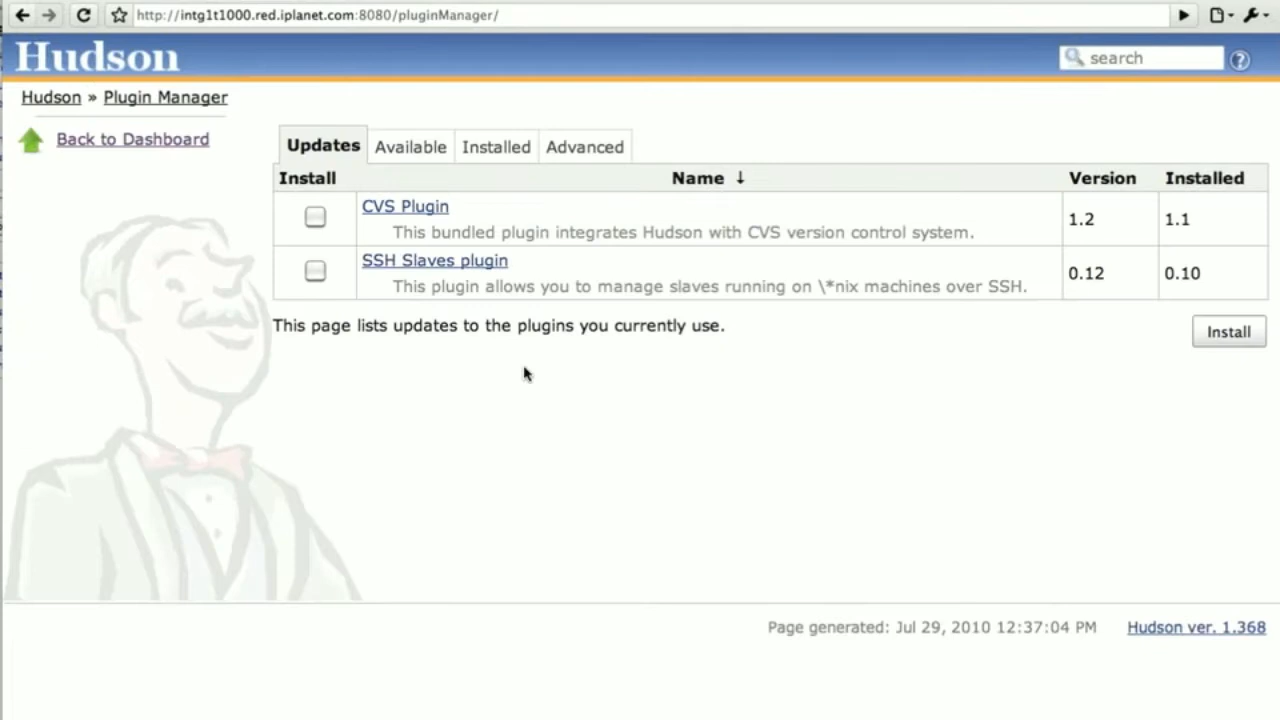 http://intg1t1000.red.iplanet.com:8080/pluginManager/
Hudson
search
?
Hudson » Plugin Manager
Back to Dashboard
Updates Available Installed Advanced
Install Name ↓ Version Installed
CVS Plugin
This bundled plugin integrates Hudson with CVS version control system.
1.2 1.1
SSH Slaves plugin
This plugin allows you to manage slaves running on \*nix machines over SSH.
0.12 0.10
This page lists updates to the plugins you currently use.
Install
Page generated: Jul 29, 2010 12:37:04 PM Hudson ver. 1.368